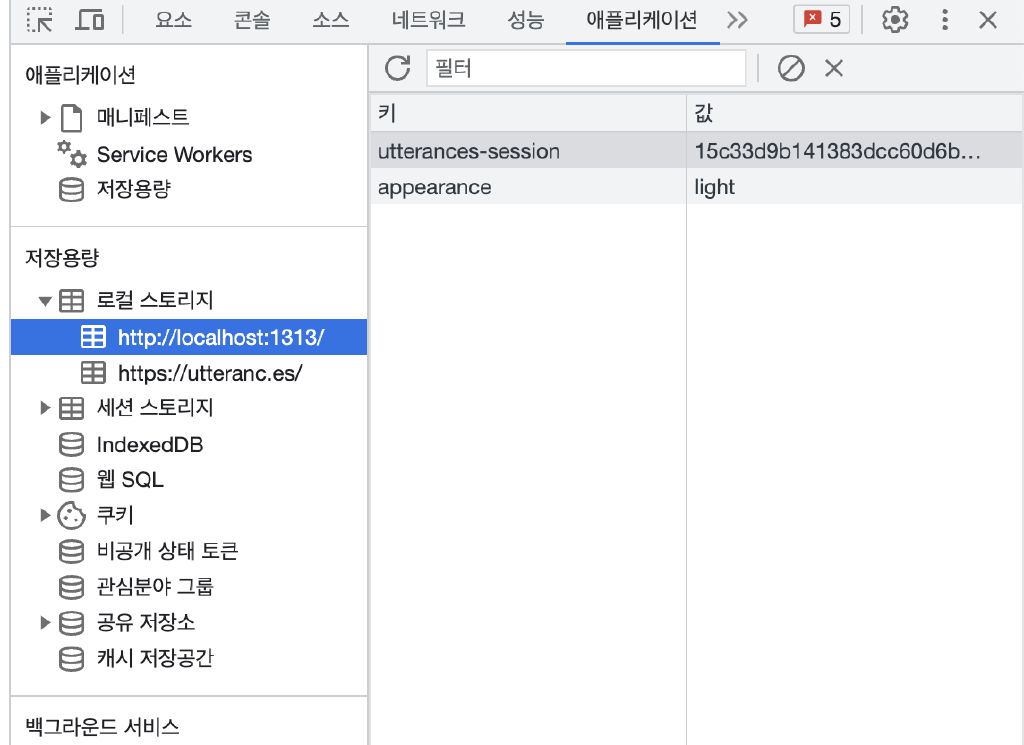 요소 콘솔 소스 네트워크 성능 애플리케이션 5
애플리케이션
매니페스트
Service Workers
저장용량
저장용량
로컬 스토리지
http://localhost:1313/
https://utteranc.es/
세션 스토리지
IndexedDB
웹 SQL
쿠키
비공개 상태 토큰
관심분야 그룹
공유 저장소
캐시 저장공간
백그라운드 서비스
필터
키 값
utterances-session 15c33d9b141383dcc60d6b…
appearance light